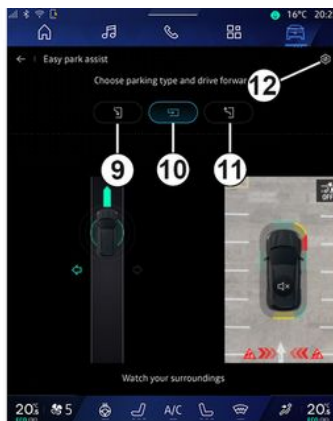 16°C 20:2
Easy park assist
Choose parking type and drive forwar
12
9
10
11
OFF
Watch your surroundings
20
5
A/C
20